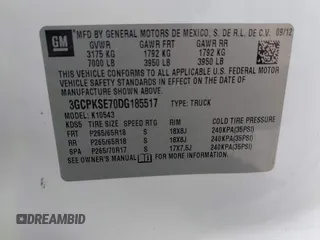 GM
MFD BY GENERAL MOTORS DE MEXICO, S. DE R.L. DE C.V. 09/12
GVWR GAWR FRT GAWR RR
3175 KG 1792 KG 1792 KG
7000 LB 3950 LB 3950 LB
THIS VEHICLE CONFORMS TO ALL APPLICABLE U.S. FEDERAL MOTOR
VEHICLE SAFETY STANDARDS IN EFFECT ON THE DATE OF
MANUFACTURE SHOWN ABOVE.
3GCPKSE70DG185517 TYPE: TRUCK
MODEL: K10543
TIRE SIZE SPEED RTG RIM COLD TIRE PRESSURE
FRT P265/65R18 S 18X8J 240KPA(35PSI)
RR P265/65R18 S 18X8J 240KPA(35PSI)
SPA P265/70R17 S 17X7.5J 240KPA(35PSI)
SEE OWNER'S MANUAL FOR ADDITIONAL INFORMATION.
DREAMBID